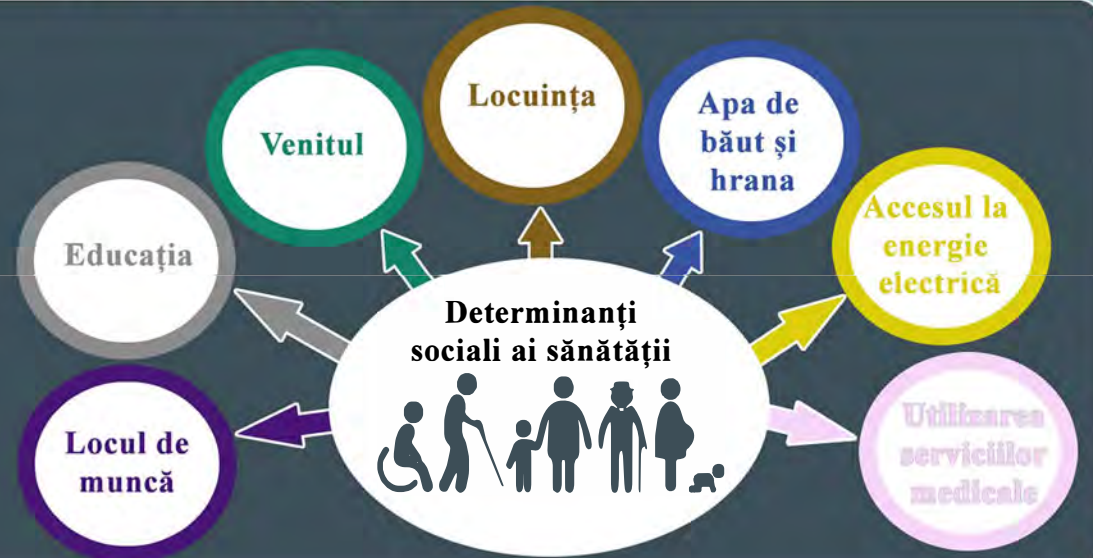 Locuința
Venitul
Apa de
băut și
hrana
Educația
Accesul la
energie
electrică
Determinanți
sociali ai sănătății
Locul de
muncă
Utilizarea
serviciilor
medicale